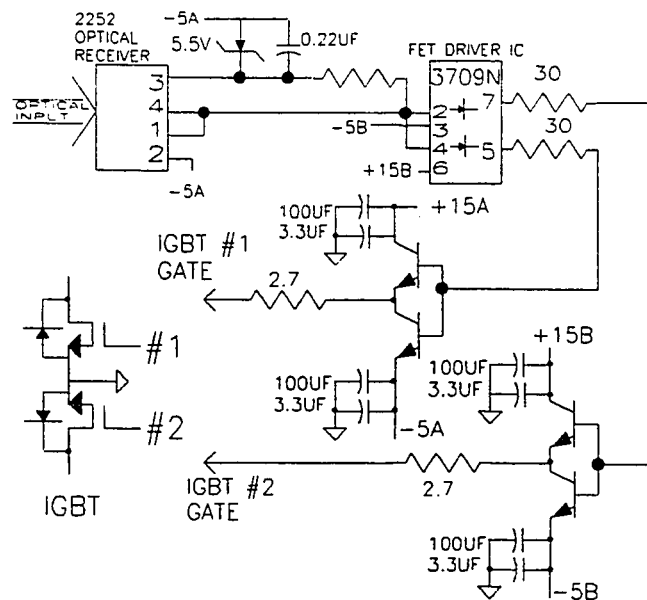 2252
OPTICAL
RECEIVER
-5A
5.5V
0.22UF
FET DRIVER IC
3709N
OPTICAL
INPUT
3
4
1
2
-5A
2
3
4
6
7
5
-5B
+15B
30
30
+15A
100UF
3.3UF
IGBT #1
GATE
2.7
100UF
3.3UF
-5A
#1
#2
IGBT
IGBT #2
GATE
2.7
+15B
100UF
3.3UF
100UF
3.3UF
-5B